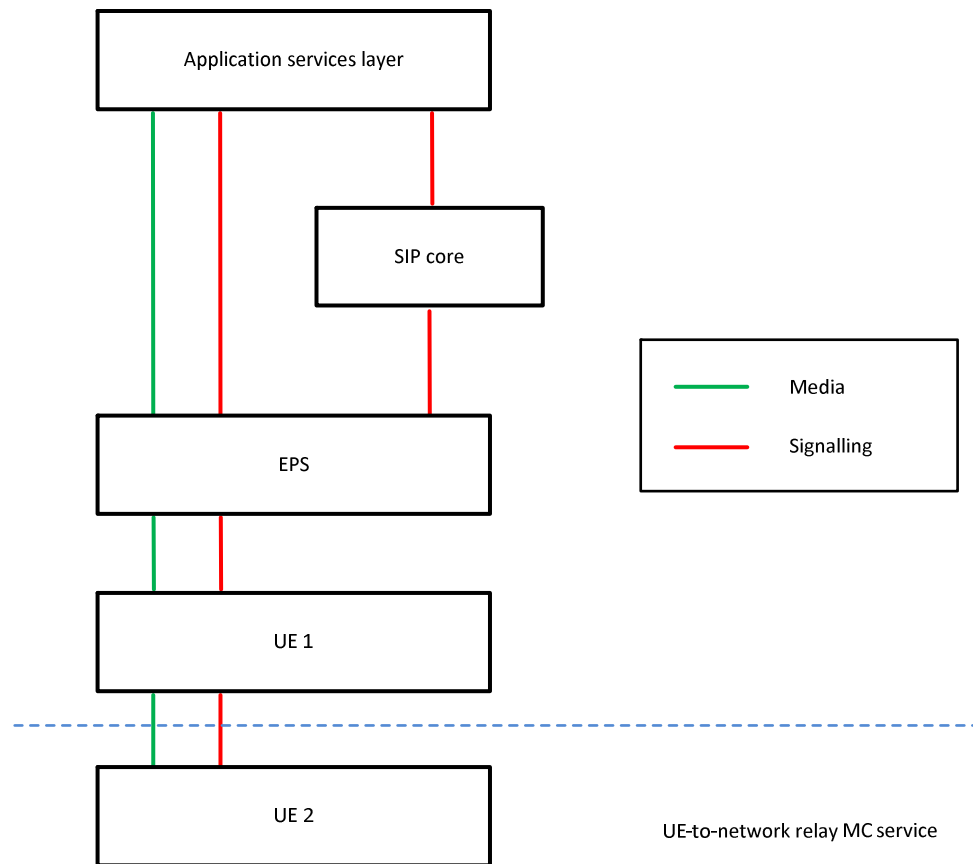 Application services layer
SIP core
Media
Signalling
EPS
UE 1
UE 2
UE-to-network relay MC service